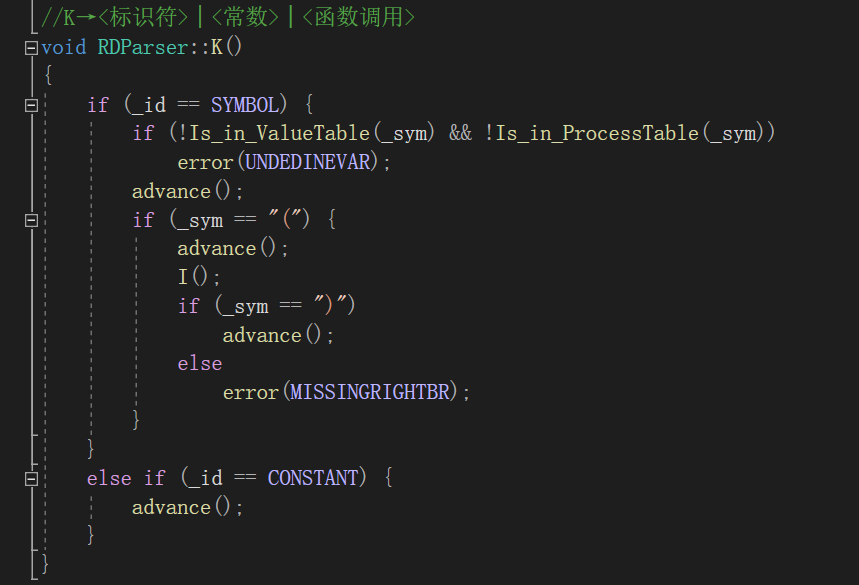 //K→<标识符>|<常数>|<函数调用>
void RDParser::K()
{
    if (_id == SYMBOL) {
        if (!Is_in_ValueTable(_sym) && !Is_in_ProcessTable(_sym))
            error(UNDEDINEVAR);
        advance();
        if (_sym == "(") {
            advance();
            I();
            if (_sym == ")")
                advance();
            else
                error(MISSINGRIGHTBR);
        }
    }
    else if (_id == CONSTANT) {
        advance();
    }
}